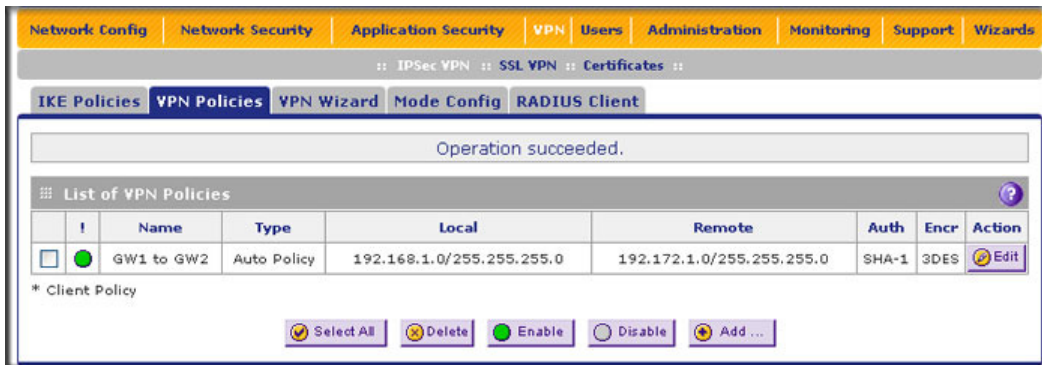 Network Config Network Security Application Security VPN Users Administration Monitoring Support Wizards
:: IPSec VPN :: SSL VPN :: Certificates ::
IKE Policies VPN Policies VPN Wizard Mode Config RADIUS Client
Operation succeeded.
List of VPN Policies ?
! Name Type Local Remote Auth Encr Action
GW1 to GW2 Auto Policy 192.168.1.0/255.255.255.0 192.172.1.0/255.255.255.0 SHA-1 3DES Edit
* Client Policy
Select All Delete Enable Disable Add ...